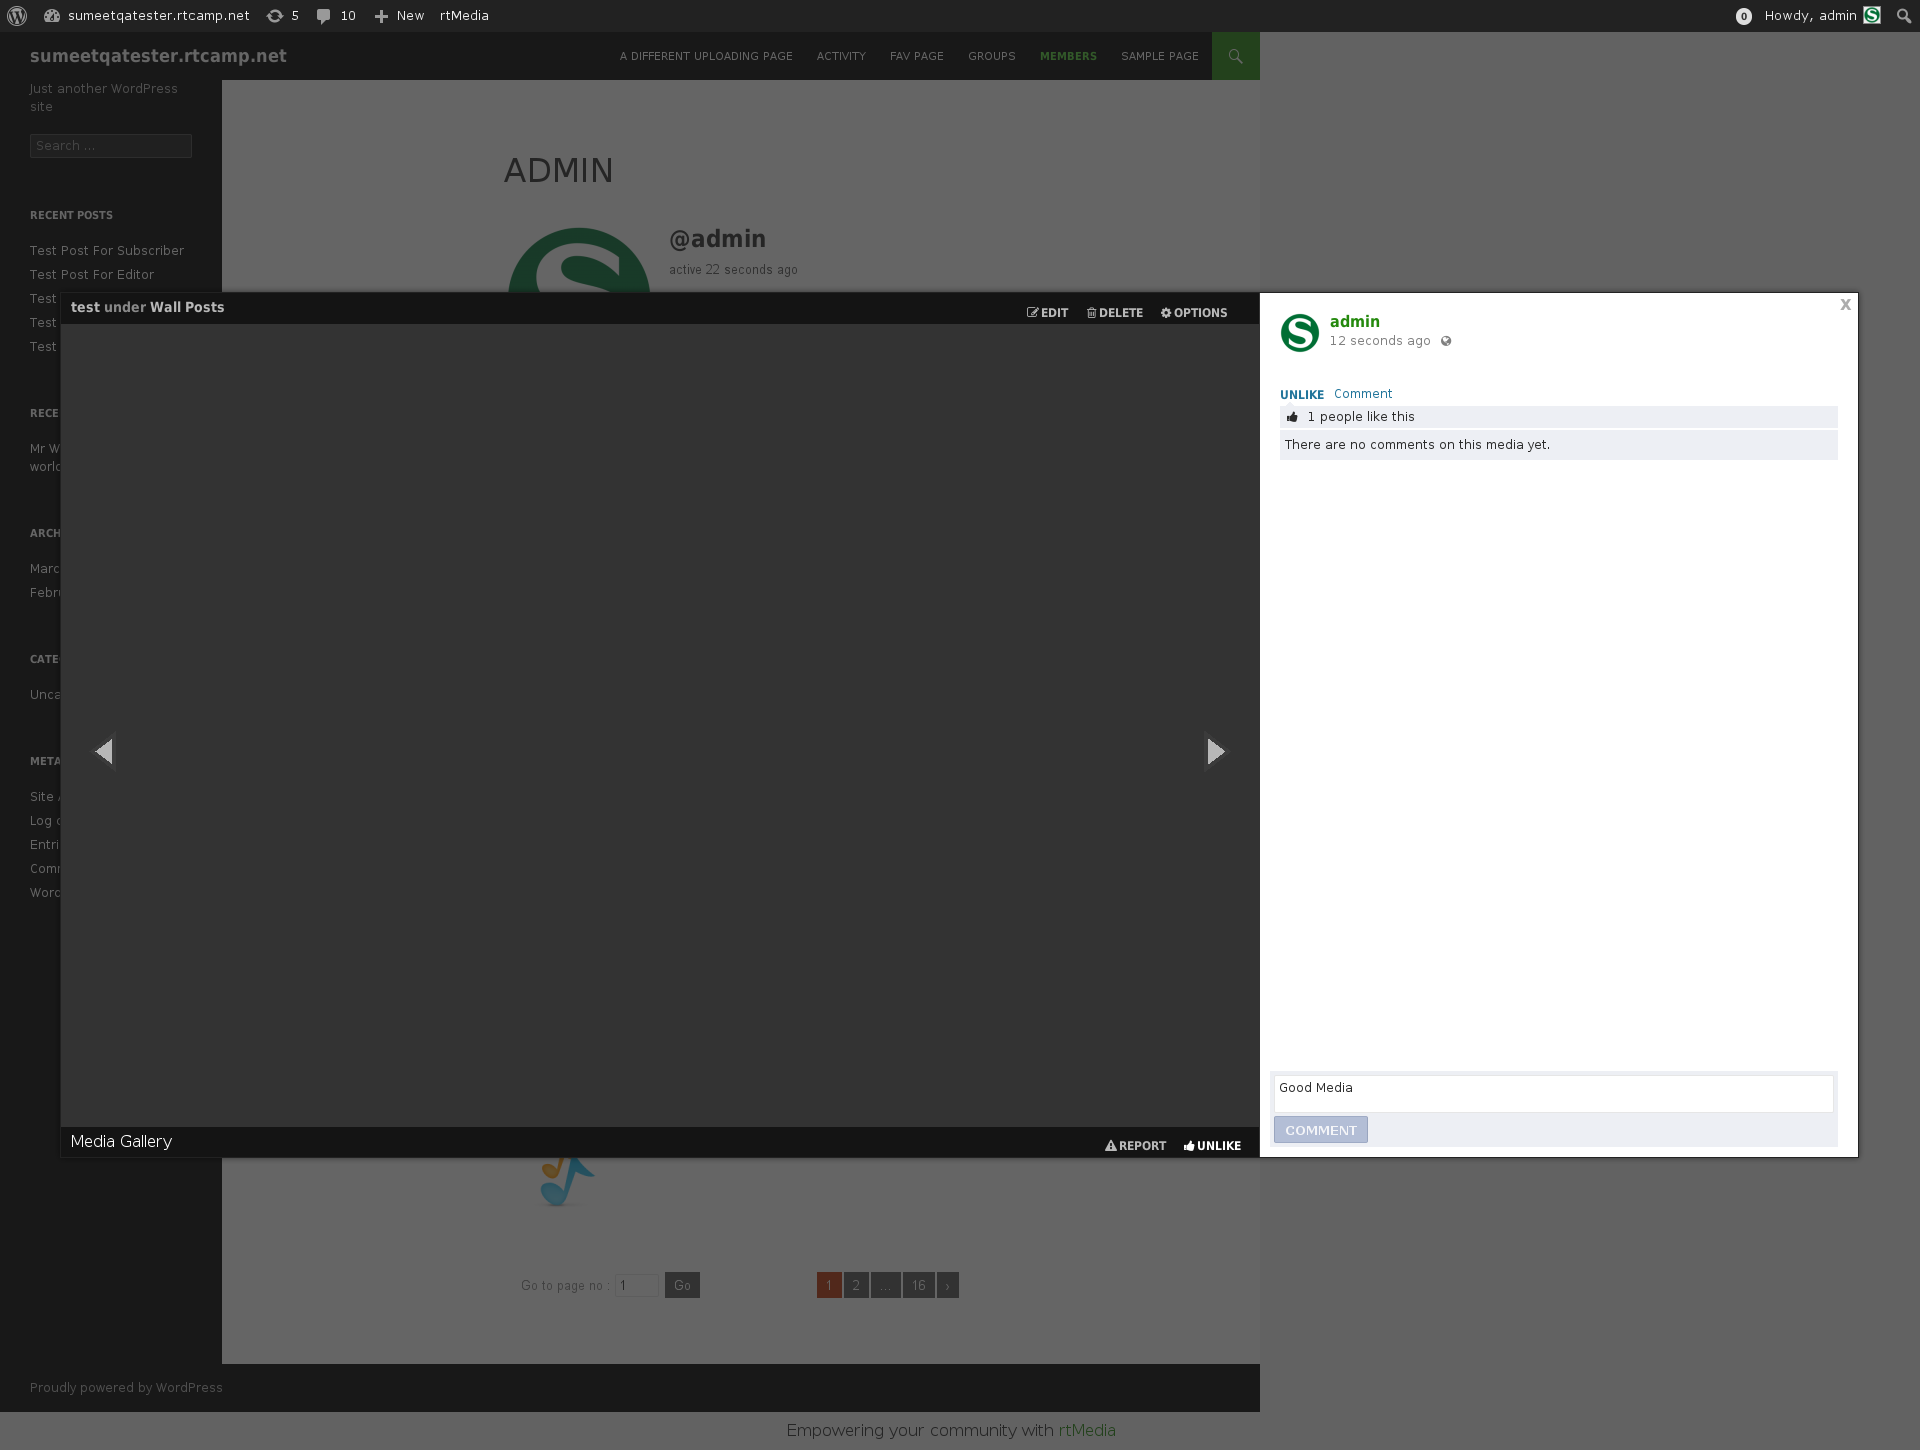 sumeetqatester.rtcamp.net 5 10 New rtMedia 0 Howdy, admin
sumeetqatester.rtcamp.net A DIFFERENT UPLOADING PAGE ACTIVITY FAV PAGE GROUPS MEMBERS SAMPLE PAGE
Just another WordPress
site
Search ...
ADMIN
RECENT POSTS
Test Post For Subscriber
Test Post For Editor
Test
Test
Test
@admin
active 22 seconds ago
test under Wall Posts EDIT DELETE OPTIONS
X
admin
12 seconds ago
UNLIKE Comment
1 people like this
There are no comments on this media yet.
RECE
Mr W
worl
ARCH
Marc
Febr
CATE
Unca
META
Site
Log
Entri
Com
Word
Good Media
COMMENT
Media Gallery REPORT UNLIKE
Go to page no : 1 Go 1 2 ... 16 ›
Proudly powered by WordPress
Empowering your community with rtMedia